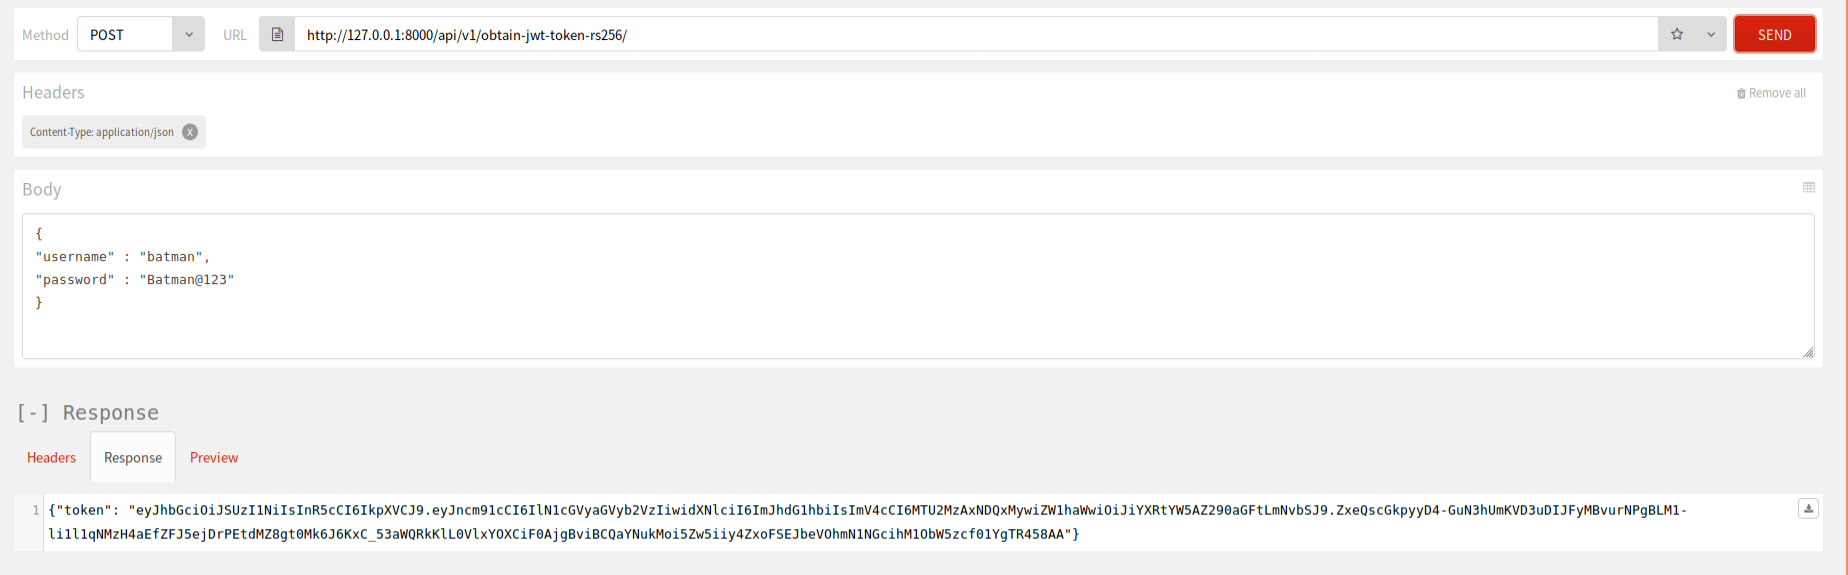 Method POST URL http://127.0.0.1:8000/api/v1/obtain-jwt-token-rs256/ SEND
Headers Remove all
Content-Type: application/json X
Body
{
"username" : "batman",
"password" : "Batman@123"
}
[-] Response
Headers Response Preview
1 {"token": "eyJhbGciOiJSUzI1NiIsInR5cCI6IkpXVCJ9.eyJncm91cCI6IlN1cGVyaGVyb2VzIiwidXNlciI6ImJhdG1hbiIsImV4cCI6MTU2MzAxNDQxMywiZW1haWwiOiJiYXRtYW5AZ290aGFtLmNvbSJ9.ZxeQscGkpyyD4-GuN3hUmKVD3uDIJFyMBvurNPgBLM1-
li1l1qNMzH4aEfZFJ5ejDrPEtdMZ8gt0Mk6J6KxC_53aWQRkKlL0VlxYOXCiF0AjgBviBCQaYNukMoi5Zw5iiy4ZxoFSEJbeVOhmN1NGcihM1ObW5zcf01YgTR458AA"}